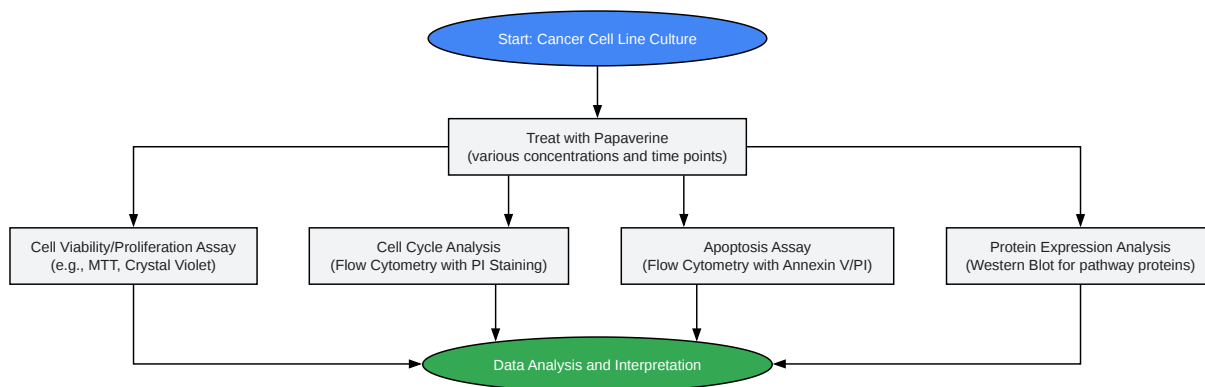 Start: Cancer Cell Line Culture
Treat with Papaverine
(various concentrations and time points)
Cell Viability/Proliferation Assay
(e.g., MTT, Crystal Violet)
Cell Cycle Analysis
(Flow Cytometry with PI Staining)
Apoptosis Assay
(Flow Cytometry with Annexin V/PI)
Protein Expression Analysis
(Western Blot for pathway proteins)
Data Analysis and Interpretation